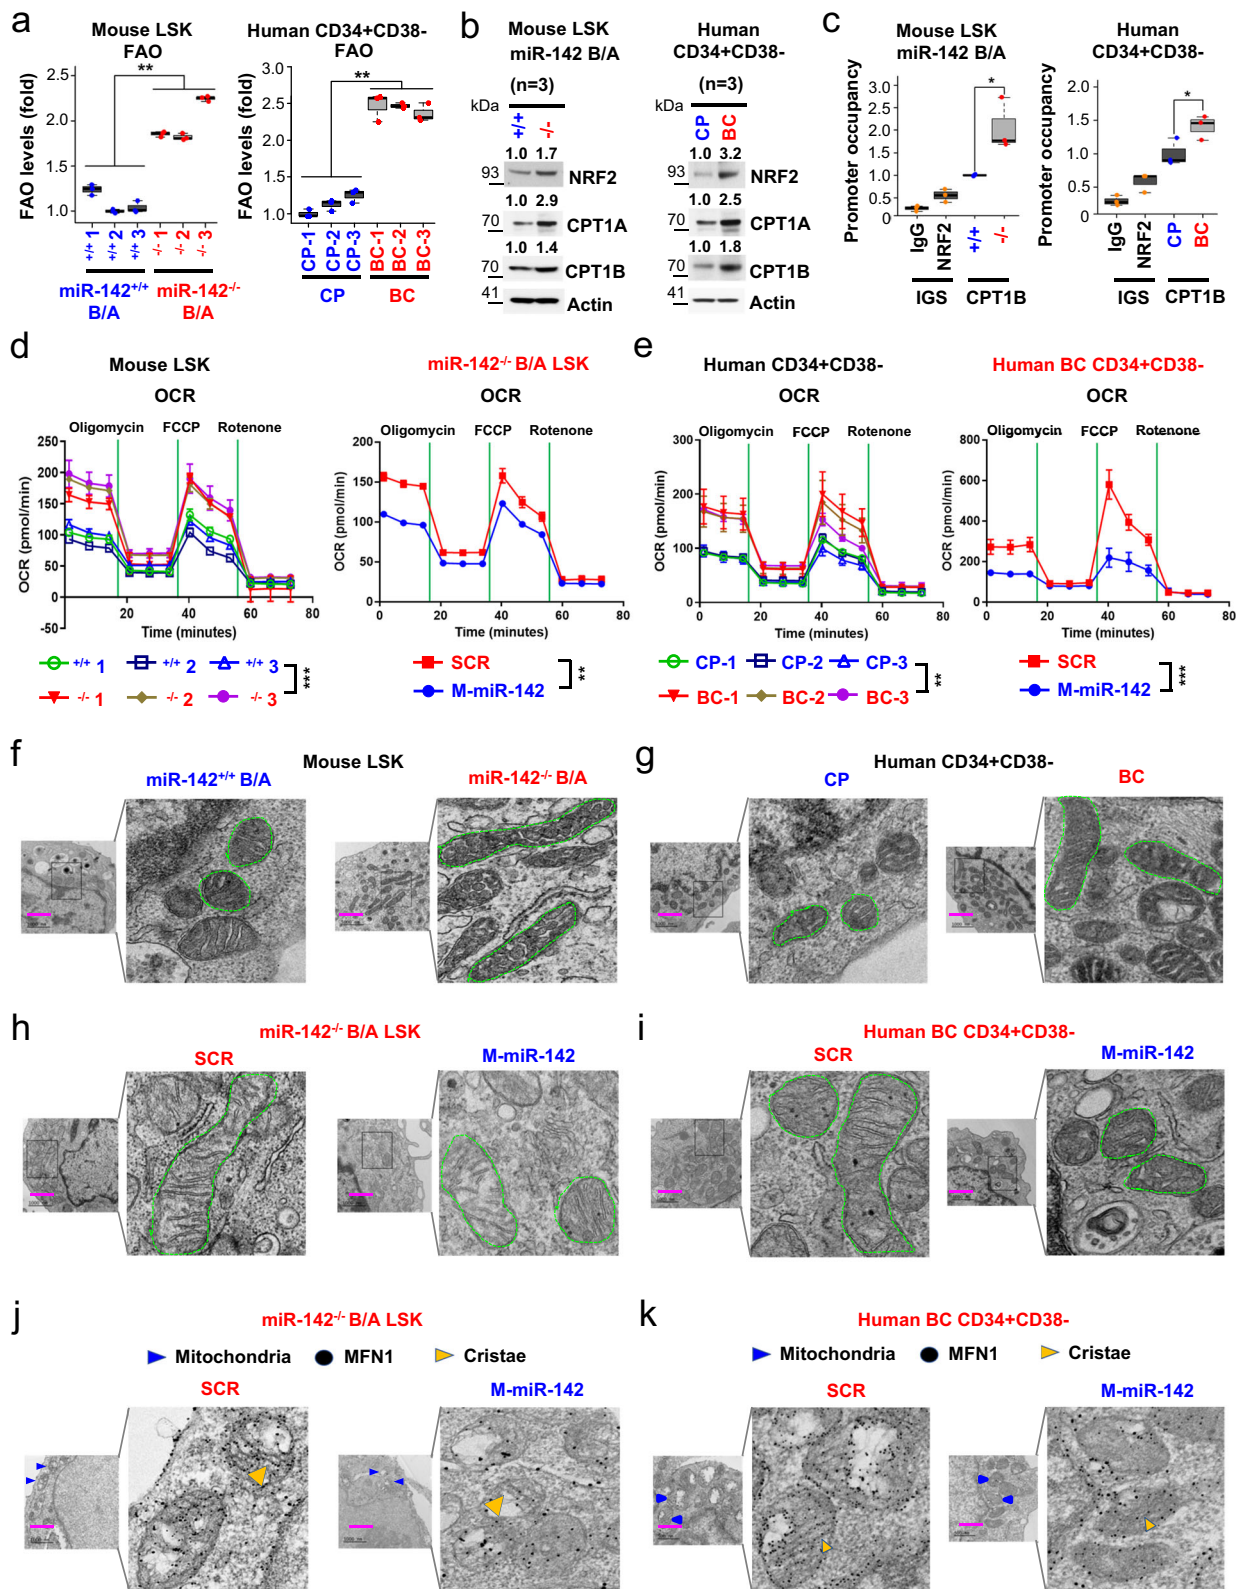 a
Mouse LSK
FAO
Human CD34+CD38-
FAO
FAO levels (fold)
2.5
2.0
1.5
1.0
**
+/+ 1
+/+ 2
+/+ 3
-/- 1
-/- 2
-/- 3
miR-142+/+
B/A
miR-142-/-
B/A
FAO levels (fold)
3.0
2.5
2.0
1.5
1.0
**
CP-1
CP-2
CP-3
BC-1
BC-2
BC-3
CP
BC
b
Mouse LSK
miR-142 B/A
(n=3)
kDa
+/+
-/-
1.0 1.7
93
NRF2
1.0 2.9
70
CPT1A
1.0 1.4
70
CPT1B
41
Actin
Human
CD34+CD38-
(n=3)
kDa
CP
BC
1.0 3.2
93
NRF2
1.0 2.5
70
CPT1A
1.0 1.8
70
CPT1B
41
Actin
c
Mouse LSK
miR-142 B/A
Promoter occupancy
3.0
2.5
2.0
1.5
1.0
0.5
0
*
IgG
NRF2
+/+
-/-
IGS
CPT1B
Human
CD34+CD38-
Promoter occupancy
2.0
1.5
1.0
0.5
0
*
IgG
NRF2
CP
BC
IGS
CPT1B
d
Mouse LSK
OCR
Oligomycin FCCP Rotenone
OCR (pmol/min)
250
200
150
100
50
0
-50
20 40 60 80
Time (minutes)
+/+ 1 +/+ 2 +/+ 3
-/- 1 -/- 2 -/- 3
***
miR-142-/- B/A LSK
OCR
Oligomycin FCCP Rotenone
OCR (pmol/min)
200
150
100
50
0
0 20 40 60 80
Time (minutes)
SCR
M-miR-142
**
e
Human CD34+CD38-
OCR
Oligomycin FCCP Rotenone
OCR (pmol/min)
300
200
100
0
0 20 40 60 80
Time (minutes)
CP-1 CP-2 CP-3
BC-1 BC-2 BC-3
**
Human BC CD34+CD38-
OCR
Oligomycin FCCP Rotenone
OCR (pmol/min)
800
600
400
200
0
0 20 40 60 80
Time (minutes)
SCR
M-miR-142
***
f
Mouse LSK
miR-142+/+ B/A
miR-142-/- B/A
g
Human CD34+CD38-
CP
BC
h
miR-142-/- B/A LSK
SCR
M-miR-142
i
Human BC CD34+CD38-
SCR
M-miR-142
j
miR-142-/- B/A LSK
Mitochondria MFN1 Cristae
SCR
M-miR-142
k
Human BC CD34+CD38-
Mitochondria MFN1 Cristae
SCR
M-miR-142